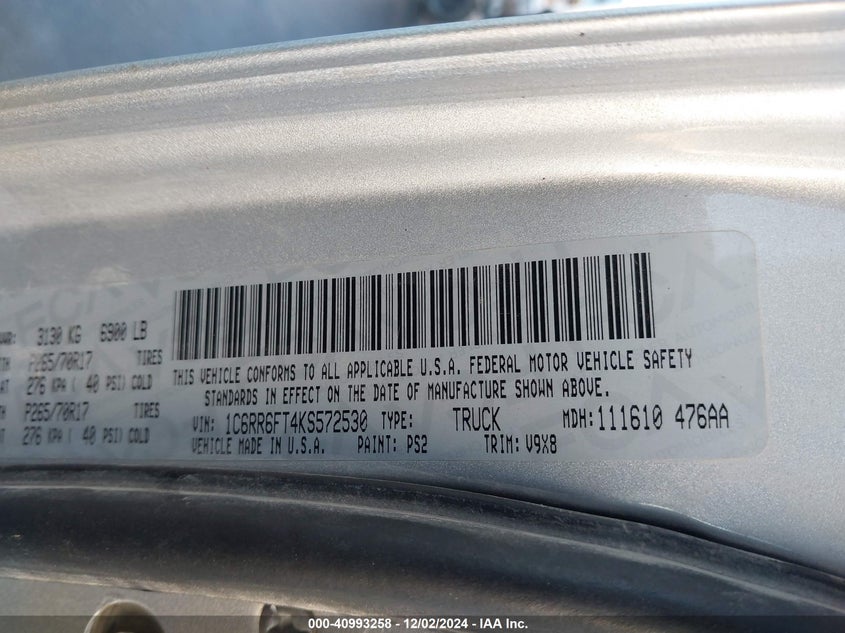 3130 KG 6900 LB
P265/70R17 TIRES
276 KPA ( 40 PSI) COLD
P265/70R17 TIRES
276 KPA ( 40 PSI) COLD
THIS VEHICLE CONFORMS TO ALL APPLICABLE U.S.A. FEDERAL MOTOR VEHICLE SAFETY
STANDARDS IN EFFECT ON THE DATE OF MANUFACTURE SHOWN ABOVE.
VIN: 1C6RR6FT4KS572530 TYPE: TRUCK MDH: 111610 476AA
VEHICLE MADE IN U.S.A. PAINT: PS2 TRIM: V9X8
000-40993258 - 12/02/2024 - IAA Inc.